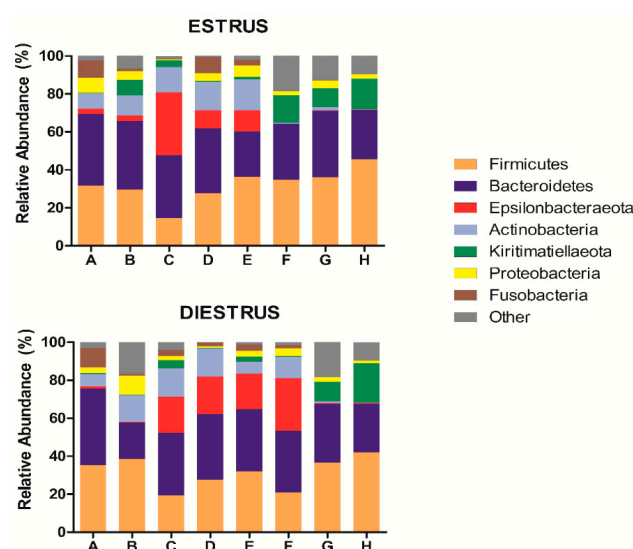 ESTRUS
Relative Abundance (%)
100
80
60
40
20
0
A B C D E F G H
Firmicutes
Bacteroidetes
Epsilonbacteraeota
Actinobacteria
Kiritimatiellaeota
Proteobacteria
Fusobacteria
Other
DIESTRUS
Relative Abundance (%)
100
80
60
40
20
0
A B C D E F G H